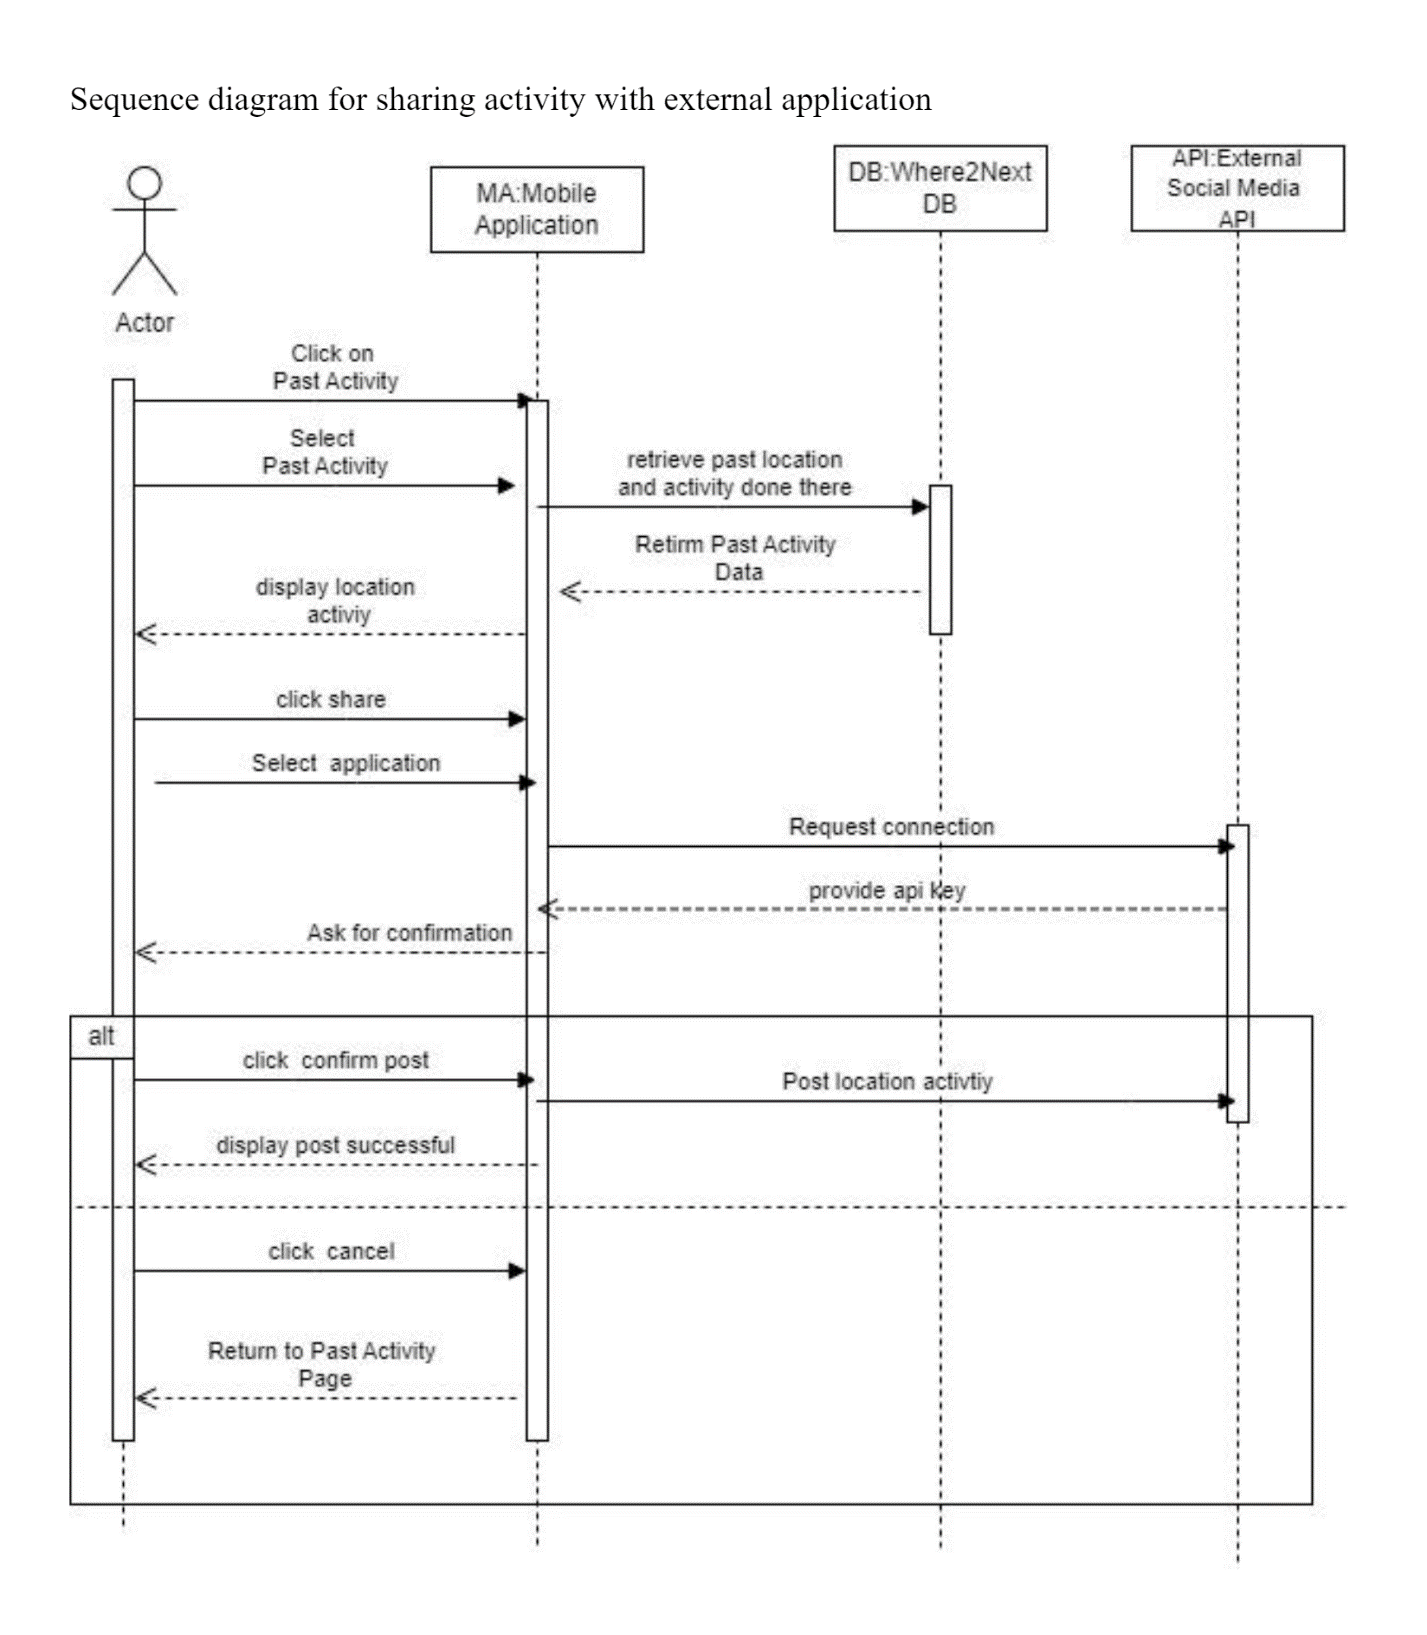 Sequence diagram for sharing activity with external application
MA:Mobile
Application
DB:Where2Next
DB
API:External
Social Media
API
Actor
Click on
Past Activity
Select
Past Activity
retrieve past location
and activity done there
Retirm Past Activity
Data
display location
activiy
click share
Select  application
Request connection
provide api key
Ask for confirmation
alt
click  confirm post
Post location activtiy
display post successful
click  cancel
Return to Past Activity
Page